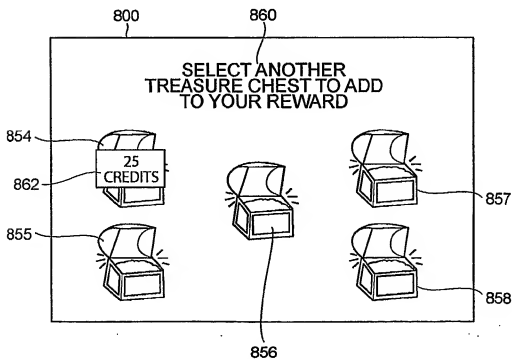 800
860
SELECT ANOTHER
TREASURE CHEST TO ADD
TO YOUR REWARD
854
25
CREDITS
862
857
855
858
856